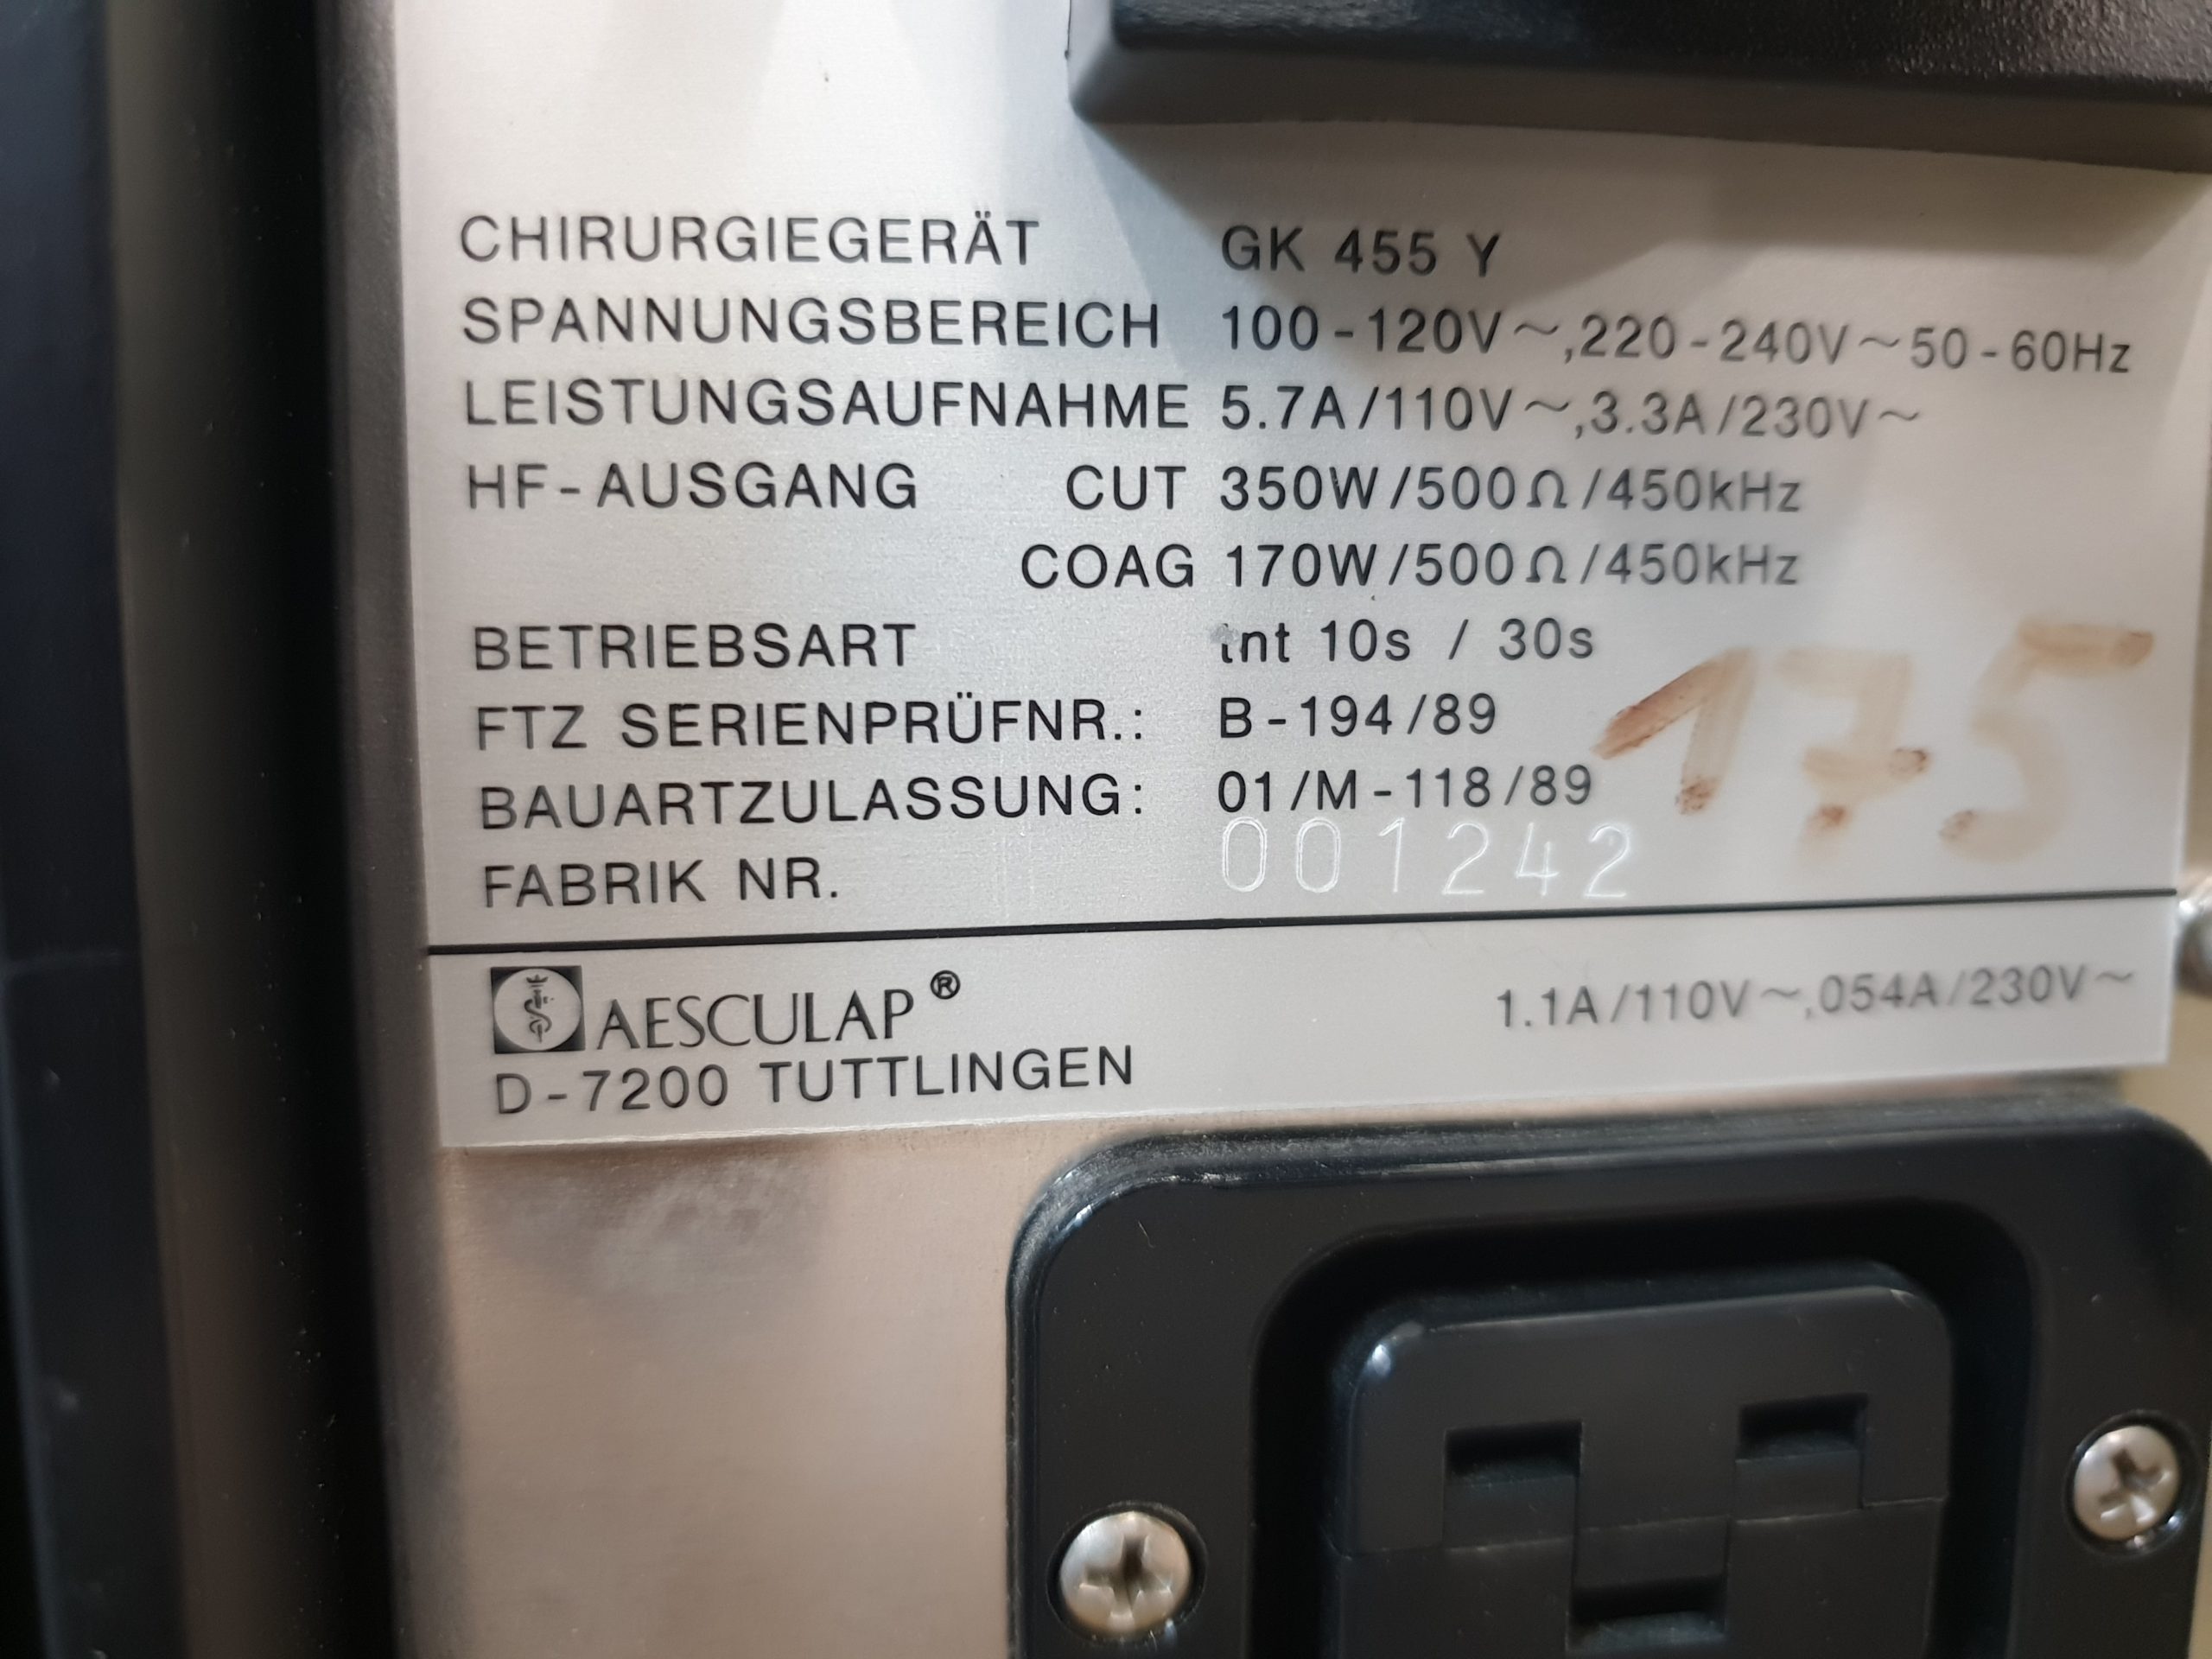 CHIRURGIEGERÄT GK 455 Y
SPANNUNGSBEREICH 100-120V~,220-240V~50-60Hz
LEISTUNGSAUFNAHME 5.7A/110V~,3.3A/230V~
HF-AUSGANG CUT 350W/500Ω/450kHz
COAG 170W/500Ω/450kHz
BETRIEBSART int 10s / 30s
FTZ SERIENPRÜFNR.: B-194/89
175
BAUARTZULASSUNG: 01/M-118/89
FABRIK NR. 001242
AESCULAP®
1.1A/110V~,054A/230V~
D-7200 TUTTLINGEN